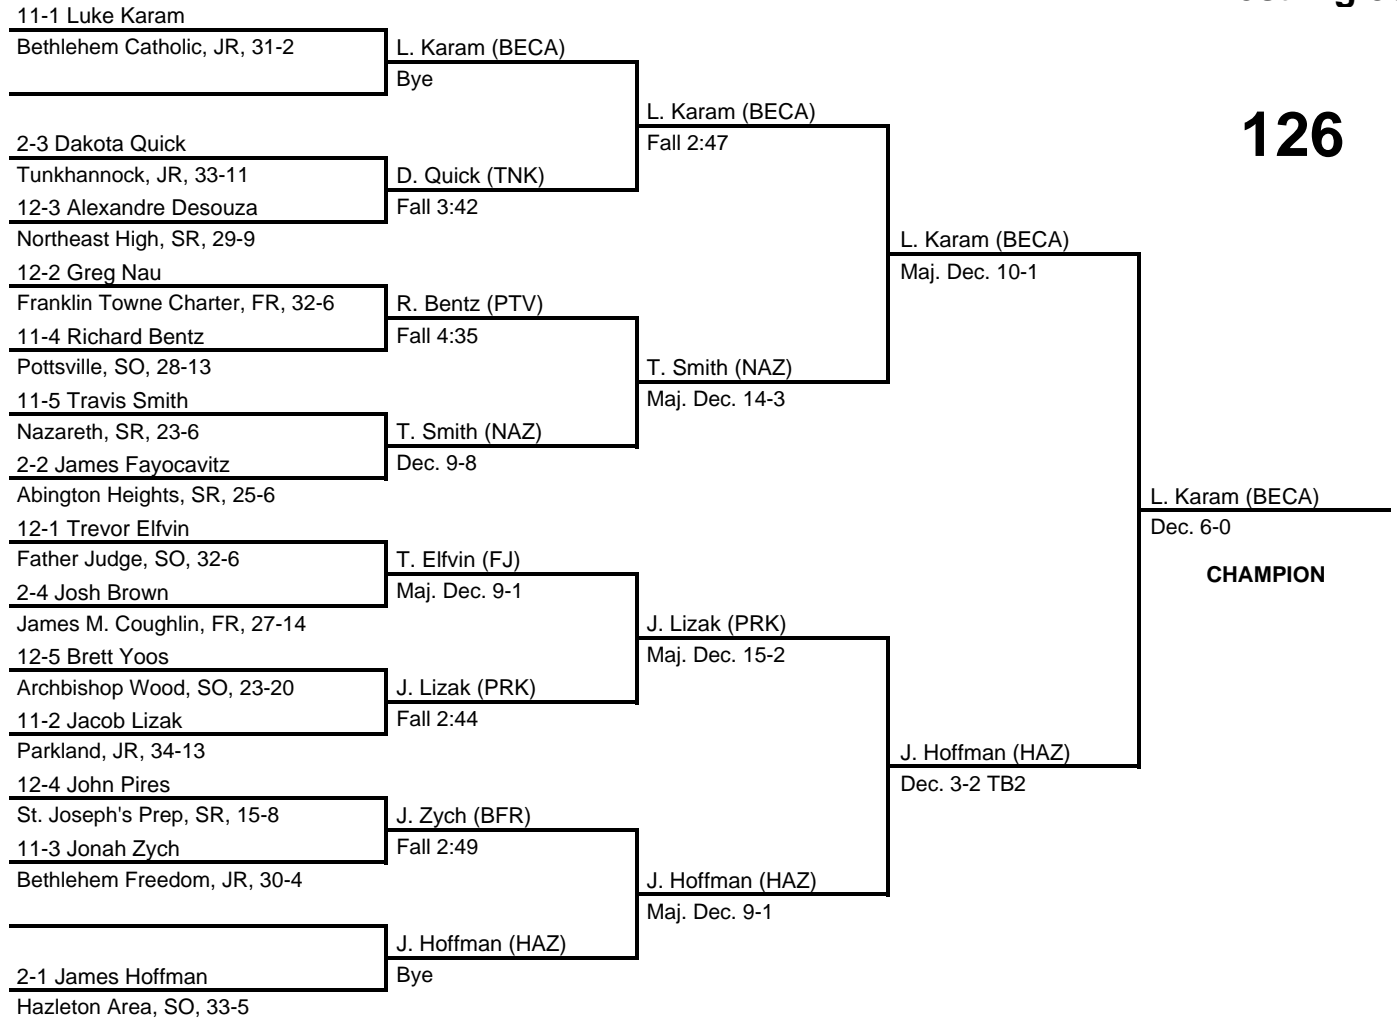 11-1 Luke Karam
Bethlehem Catholic, JR, 31-2
2-3 Dakota Quick
Tunkhannock, JR, 33-11
12-3 Alexandre Desouza
Northeast High, SR, 29-9
12-2 Greg Nau
Franklin Towne Charter, FR, 32-6
11-4 Richard Bentz
Pottsville, SO, 28-13
11-5 Travis Smith
Nazareth, SR, 23-6
2-2 James Fayocavitz
Abington Heights, SR, 25-6
12-1 Trevor Elfvin
Father Judge, SO, 32-6
2-4 Josh Brown
James M. Coughlin, FR, 27-14
12-5 Brett Yoos
Archbishop Wood, SO, 23-20
11-2 Jacob Lizak
Parkland, JR, 34-13
12-4 John Pires
St. Joseph's Prep, SR, 15-8
11-3 Jonah Zych
Bethlehem Freedom, JR, 30-4
2-1 James Hoffman
Hazleton Area, SO, 33-5
L. Karam (BECA)
Bye
D. Quick (TNK)
Fall 3:42
R. Bentz (PTV)
Fall 4:35
T. Smith (NAZ)
Dec. 9-8
T. Elfvin (FJ)
Maj. Dec. 9-1
J. Lizak (PRK)
Fall 2:44
J. Zych (BFR)
Fall 2:49
J. Hoffman (HAZ)
Bye
L. Karam (BECA)
Fall 2:47
T. Smith (NAZ)
Maj. Dec. 14-3
J. Lizak (PRK)
Maj. Dec. 15-2
J. Hoffman (HAZ)
Maj. Dec. 9-1
L. Karam (BECA)
Maj. Dec. 10-1
J. Hoffman (HAZ)
Dec. 3-2 TB2
126
L. Karam (BECA)
Dec. 6-0
CHAMPION